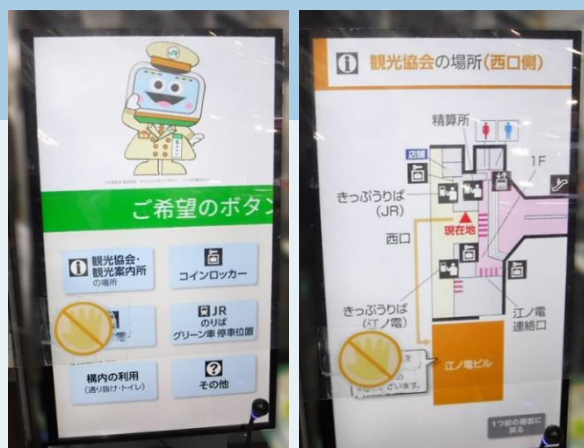 ご希望のボタン
観光協会・
観光案内所
の場所
コインロッカー
JR
のりば
グリーン車 停車位置
構内の利用
(通り抜け・トイレ)
その他
観光協会の場所(西口側)
精算所
店舗
1F
きっぷうりば
(JR)
現在地
西口
きっぷうりば
(江ノ電)
江ノ電
連絡口
江ノ電ビル
1つ前の画面に
戻る